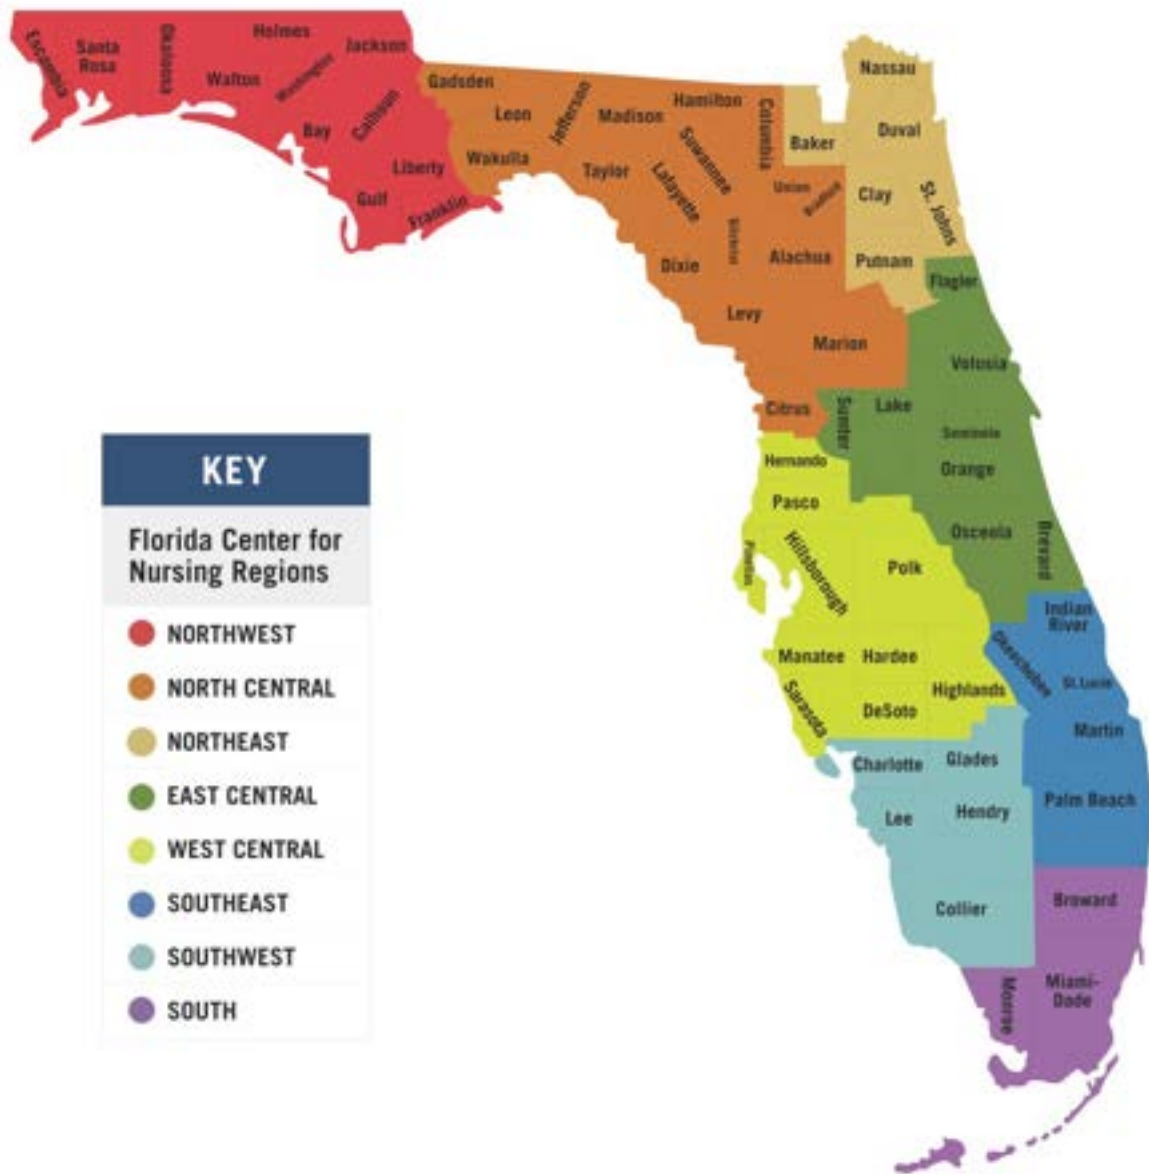 Escambia
Santa
Rosa
Okaloosa
Walton
Holmes
Washington
Jackson
Bay
Calhoun
Liberty
Gulf
Franklin
Gadsden
Leon
Wakulla
Jefferson
Madison
Taylor
Hamilton
Suwannee
Lafayette
Columbia
Union
Bradford
Gilchrist
Dixie
Alachua
Levy
Marion
Citrus
Nassau
Baker
Duval
Clay
St. Johns
Putnam
Flagler
Volusia
Sumter
Lake
Seminole
Orange
Osceola
Brevard
Hernando
Pasco
Pinellas
Hillsborough
Polk
Manatee
Hardee
Sarasota
DeSoto
Highlands
Indian
River
Okeechobee
St. Lucie
Martin
Palm Beach
Charlotte
Glades
Lee
Hendry
Collier
Broward
Monroe
Miami-
Dade
KEY
Florida Center for
Nursing Regions
NORTHWEST
NORTH CENTRAL
NORTHEAST
EAST CENTRAL
WEST CENTRAL
SOUTHEAST
SOUTHWEST
SOUTH